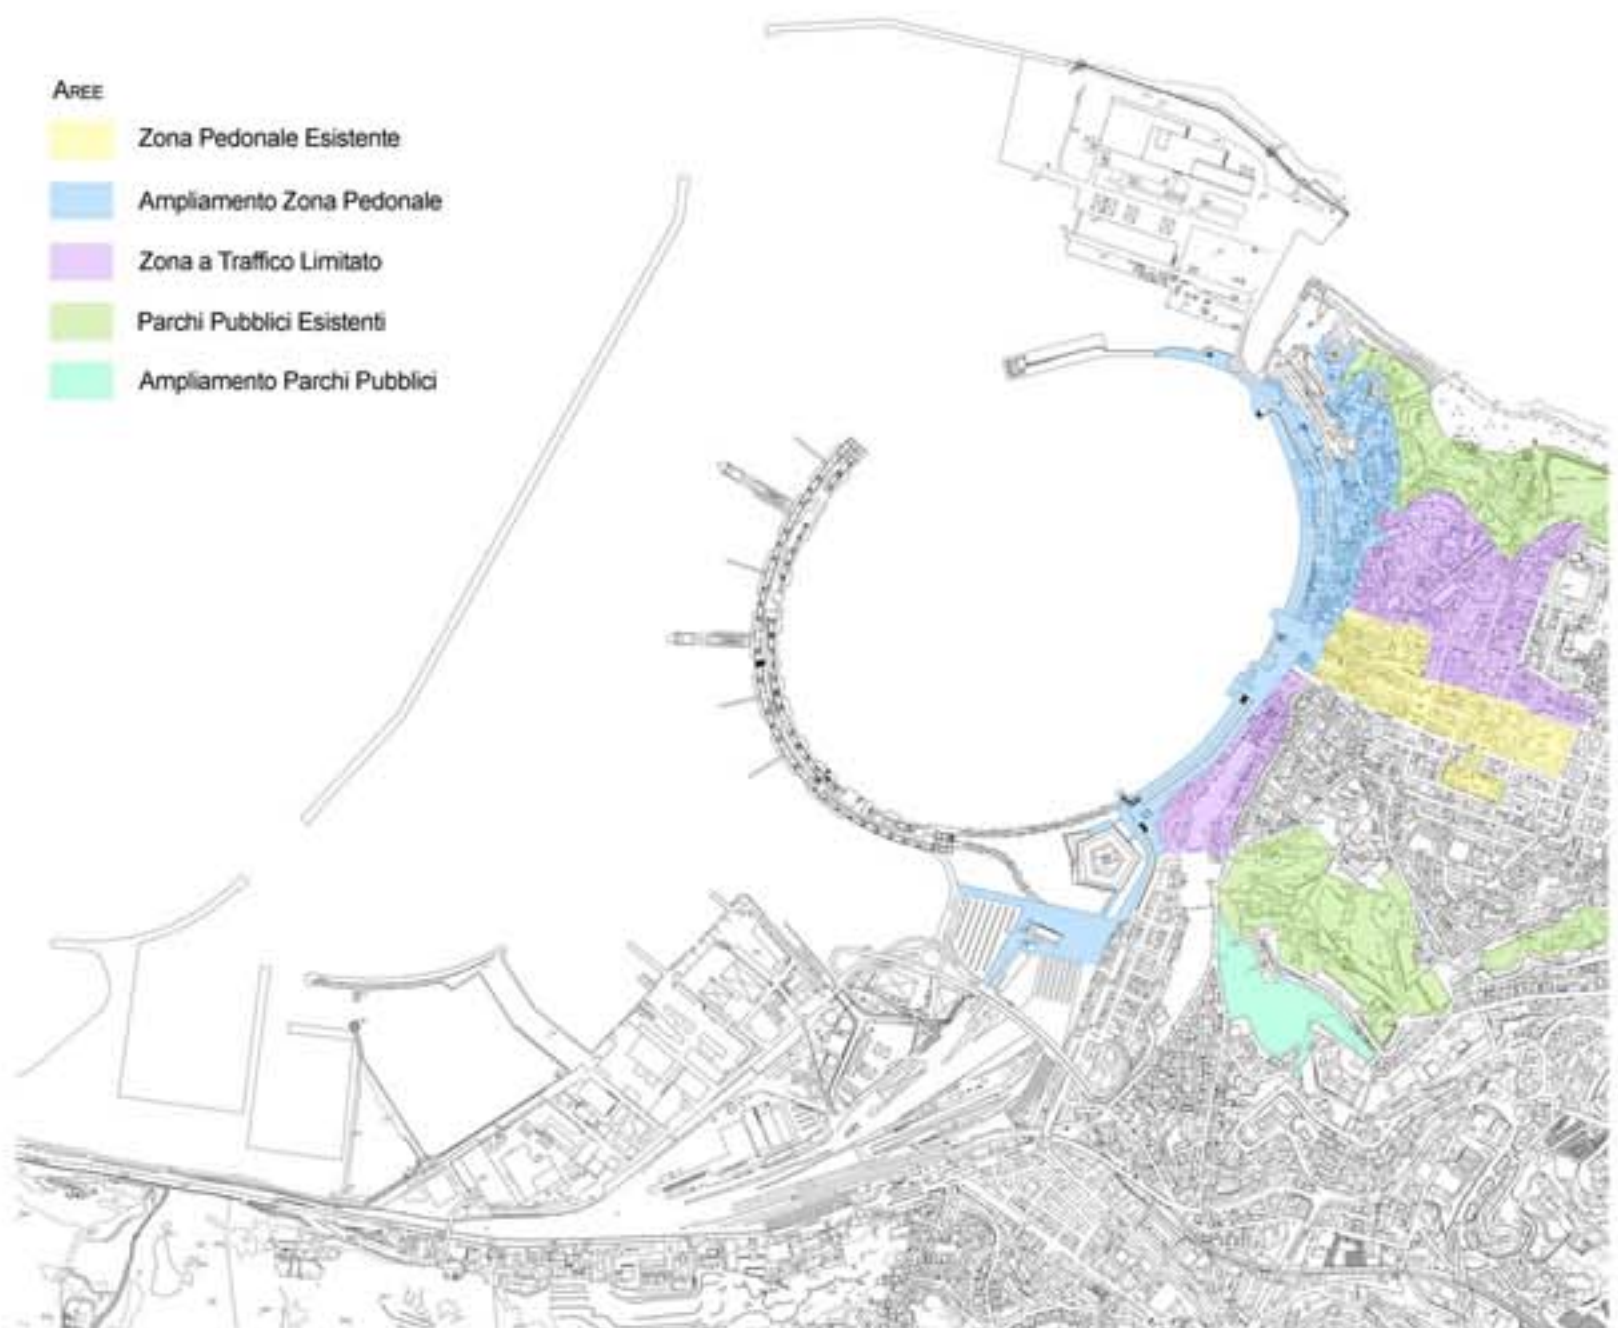 AREE
Zona Pedonale Esistente
Ampliamento Zona Pedonale
Zona a Traffico Limitato
Parchi Pubblici Esistenti
Ampliamento Parchi Pubblici